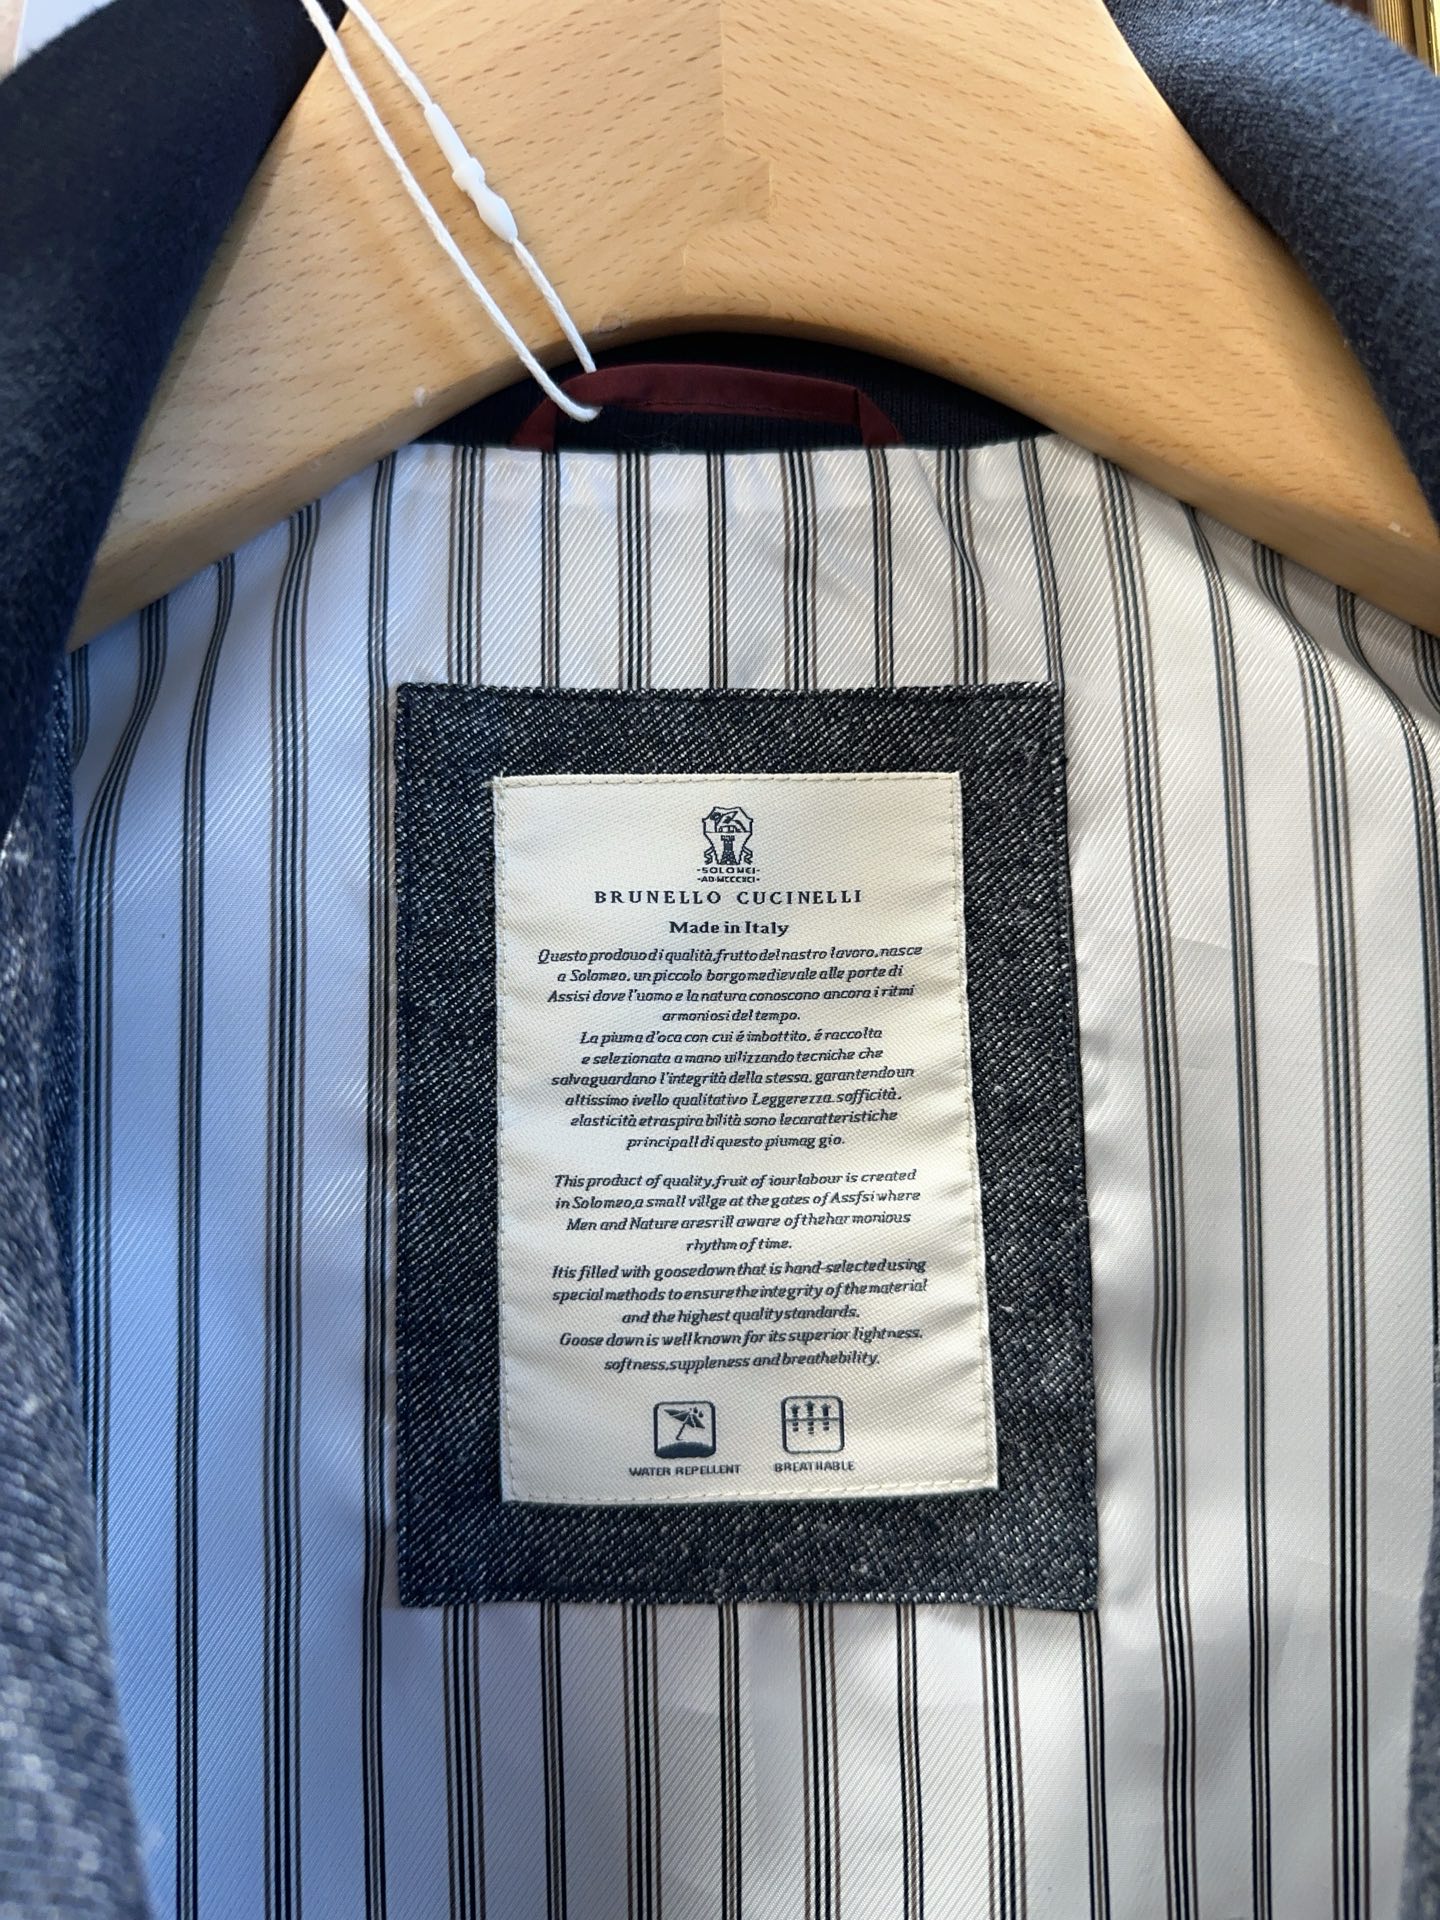 -SOLOMEI-
-AD·MCCCXCI-
BRUNELLO CUCINELLI
Made in Italy
Questo prodouo di qualità,frutto del nastro lavoro, nasce
a Solomeo, un piccolo borgo medievale alle porte di
Assisi dove l'uomo e la natura conoscono ancora i ritmi
armoniosi del tempo.
La piuma d'oca con cui é imbottito, é raccolta
e selezionata a mano uilizzando tecniche che
salvaguardano l'integrità della stessa, garantendo un
altissimo ivello qualitativo Leggerezza, sofficità,
elasticità etraspira bilità sono lecaratteristiche
principall di questo piumag gio.
This product of quality,fruit of iourlabour is created
in Solomeo,a small villge at the gates of Assfsi where
Men and Nature aresrill aware of thehar monious
rhythm of time.
Itis filled with goosedown that is hand-selected using
special methods to ensure the integrity of the material
and the highest quality standards.
Goose down is well known for its superior lightness,
softness,suppleness and breathebility.
WATER REPELLENT BREATHABLE